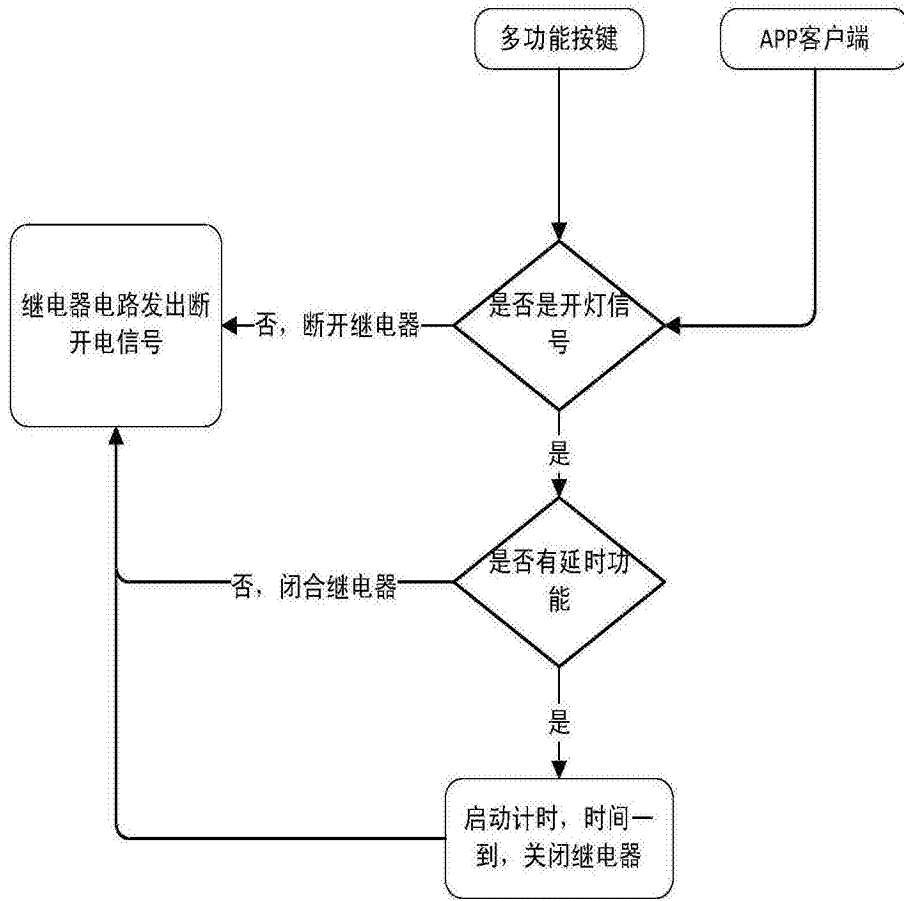 多功能按键
APP客户端
继电器电路发出断
开电信号
否，断开继电器
是否是开灯信
号
是
否，闭合继电器
是否有延时功
能
是
启动计时，时间一
到，关闭继电器